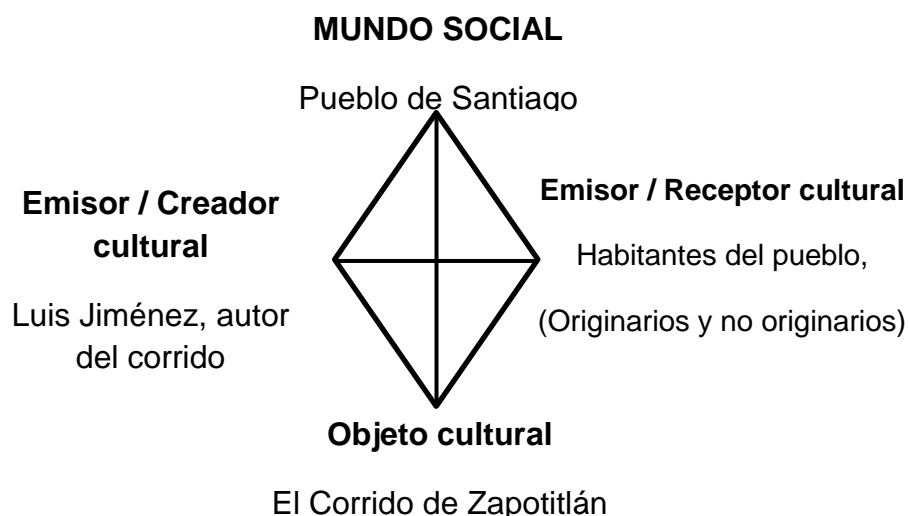 MUNDO SOCIAL
Pueblo de Santiago
Emisor / Creador
cultural
Luis Jiménez, autor
del corrido
Emisor / Receptor cultural
Habitantes del pueblo,
(Originarios y no originarios)
Objeto cultural
El Corrido de Zapotitlán